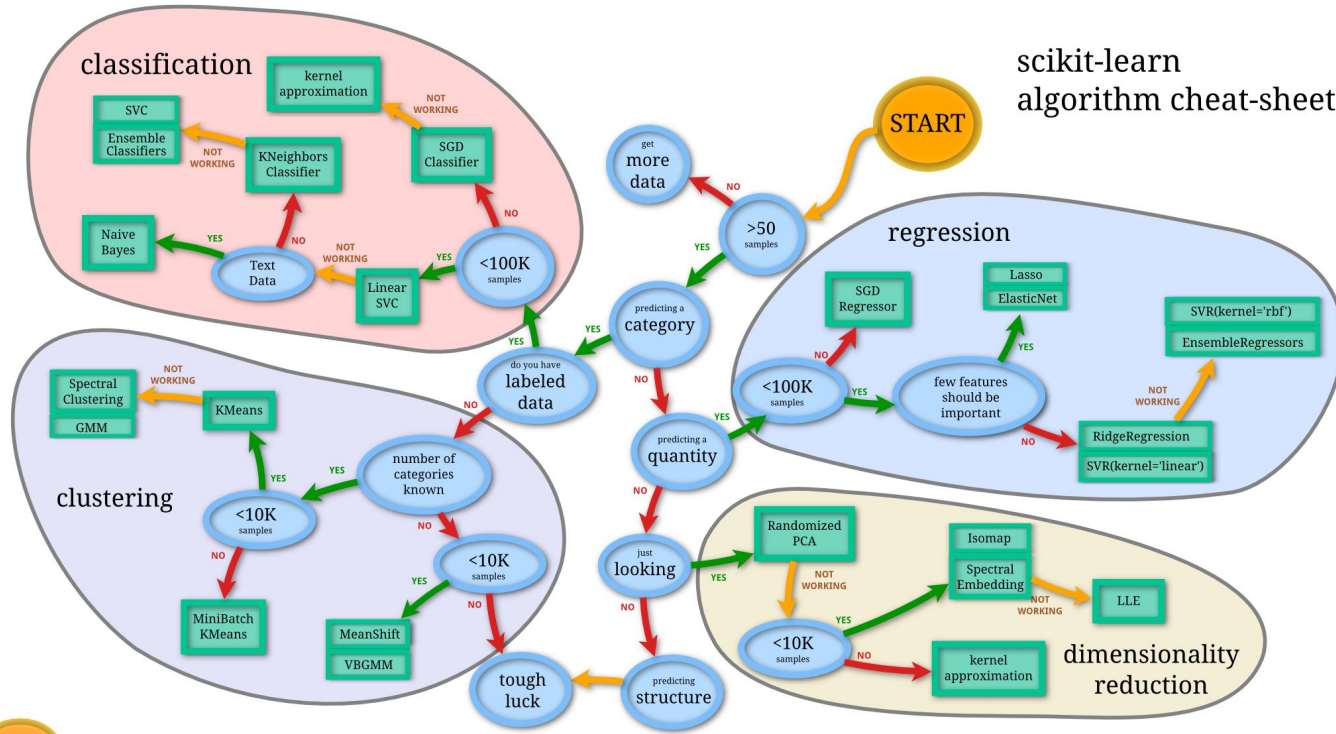 scikit-learn
algorithm cheat-sheet
START
get
more
data
NO
>50
samples
YES
predicting a
category
YES
NO
do you have
labeled
data
YES
NO
predicting a
quantity
YES
NO
just
looking
YES
NO
predicting
structure
tough
luck
classification
kernel
approximation
NOT
WORKING
SGD
Classifier
NO
<100K
samples
YES
Linear
SVC
NOT
WORKING
Text
Data
YES
Naive
Bayes
NO
KNeighbors
Classifier
NOT
WORKING
SVC
Ensemble
Classifiers
regression
<100K
samples
NO
SGD
Regressor
YES
few features
should be
important
YES
Lasso
ElasticNet
NO
RidgeRegression
SVR(kernel='linear')
NOT
WORKING
SVR(kernel='rbf')
EnsembleRegressors
clustering
number of
categories
known
YES
<10K
samples
YES
KMeans
NOT
WORKING
Spectral
Clustering
GMM
NO
MiniBatch
KMeans
NO
<10K
samples
YES
MeanShift
VBGMM
NO
dimensionality
reduction
Randomized
PCA
NOT
WORKING
<10K
samples
YES
Isomap
Spectral
Embedding
NOT
WORKING
LLE
NO
kernel
approximation